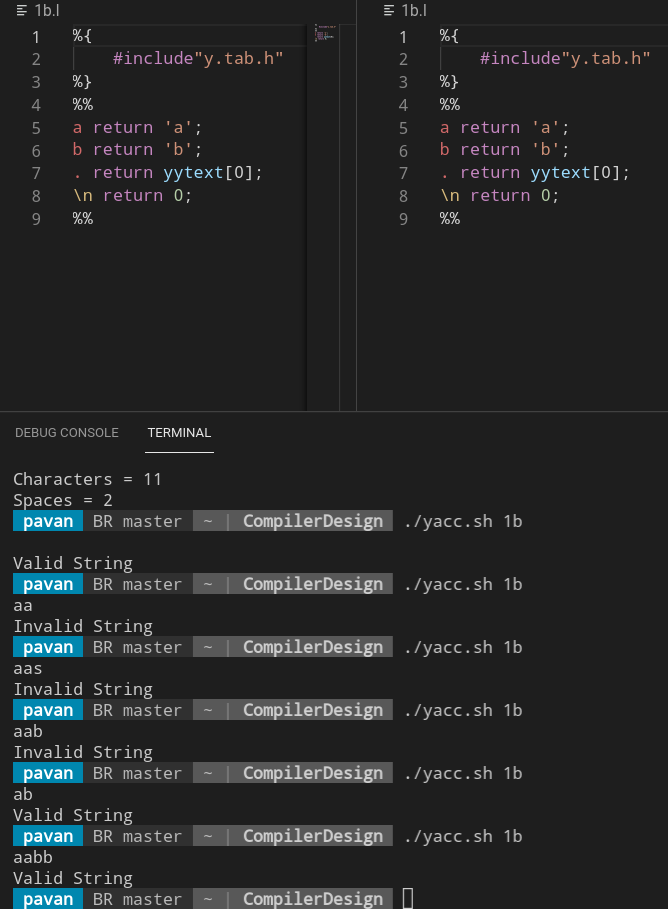 1b.l
1 %{
2 #include"y.tab.h"
3 %}
4 %%
5 a return 'a';
6 b return 'b';
7 . return yytext[0];
8 \n return 0;
9 %%
1b.l
1 %{
2 #include"y.tab.h"
3 %}
4 %%
5 a return 'a';
6 b return 'b';
7 . return yytext[0];
8 \n return 0;
9 %%
DEBUG CONSOLE TERMINAL
Characters = 11
Spaces = 2
pavan BR master ~ | CompilerDesign ./yacc.sh 1b
Valid String
pavan BR master ~ | CompilerDesign ./yacc.sh 1b
aa
Invalid String
pavan BR master ~ | CompilerDesign ./yacc.sh 1b
aas
Invalid String
pavan BR master ~ | CompilerDesign ./yacc.sh 1b
aab
Invalid String
pavan BR master ~ | CompilerDesign ./yacc.sh 1b
ab
Valid String
pavan BR master ~ | CompilerDesign ./yacc.sh 1b
aabb
Valid String
pavan BR master ~ | CompilerDesign